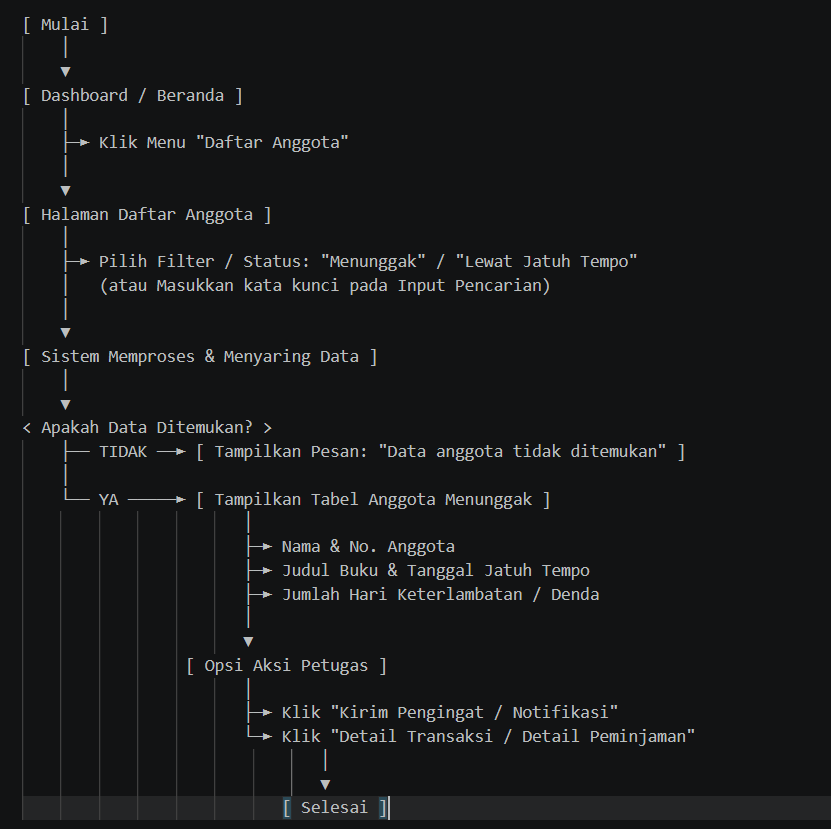 [ Mulai ]
│
▼
[ Dashboard / Beranda ]
│
├─► Klik Menu "Daftar Anggota"
│
▼
[ Halaman Daftar Anggota ]
│
├─► Pilih Filter / Status: "Menunggak" / "Lewat Jatuh Tempo"
│   (atau Masukkan kata kunci pada Input Pencarian)
│
▼
[ Sistem Memproses & Menyaring Data ]
│
▼
< Apakah Data Ditemukan? >
├── TIDAK ──► [ Tampilkan Pesan: "Data anggota tidak ditemukan" ]
│
└── YA ─────► [ Tampilkan Tabel Anggota Menunggak ]
│
├─► Nama & No. Anggota
├─► Judul Buku & Tanggal Jatuh Tempo
├─► Jumlah Hari Keterlambatan / Denda
│
▼
[ Opsi Aksi Petugas ]
│
├─► Klik "Kirim Pengingat / Notifikasi"
└─► Klik "Detail Transaksi / Detail Peminjaman"
│
▼
[ Selesai ]